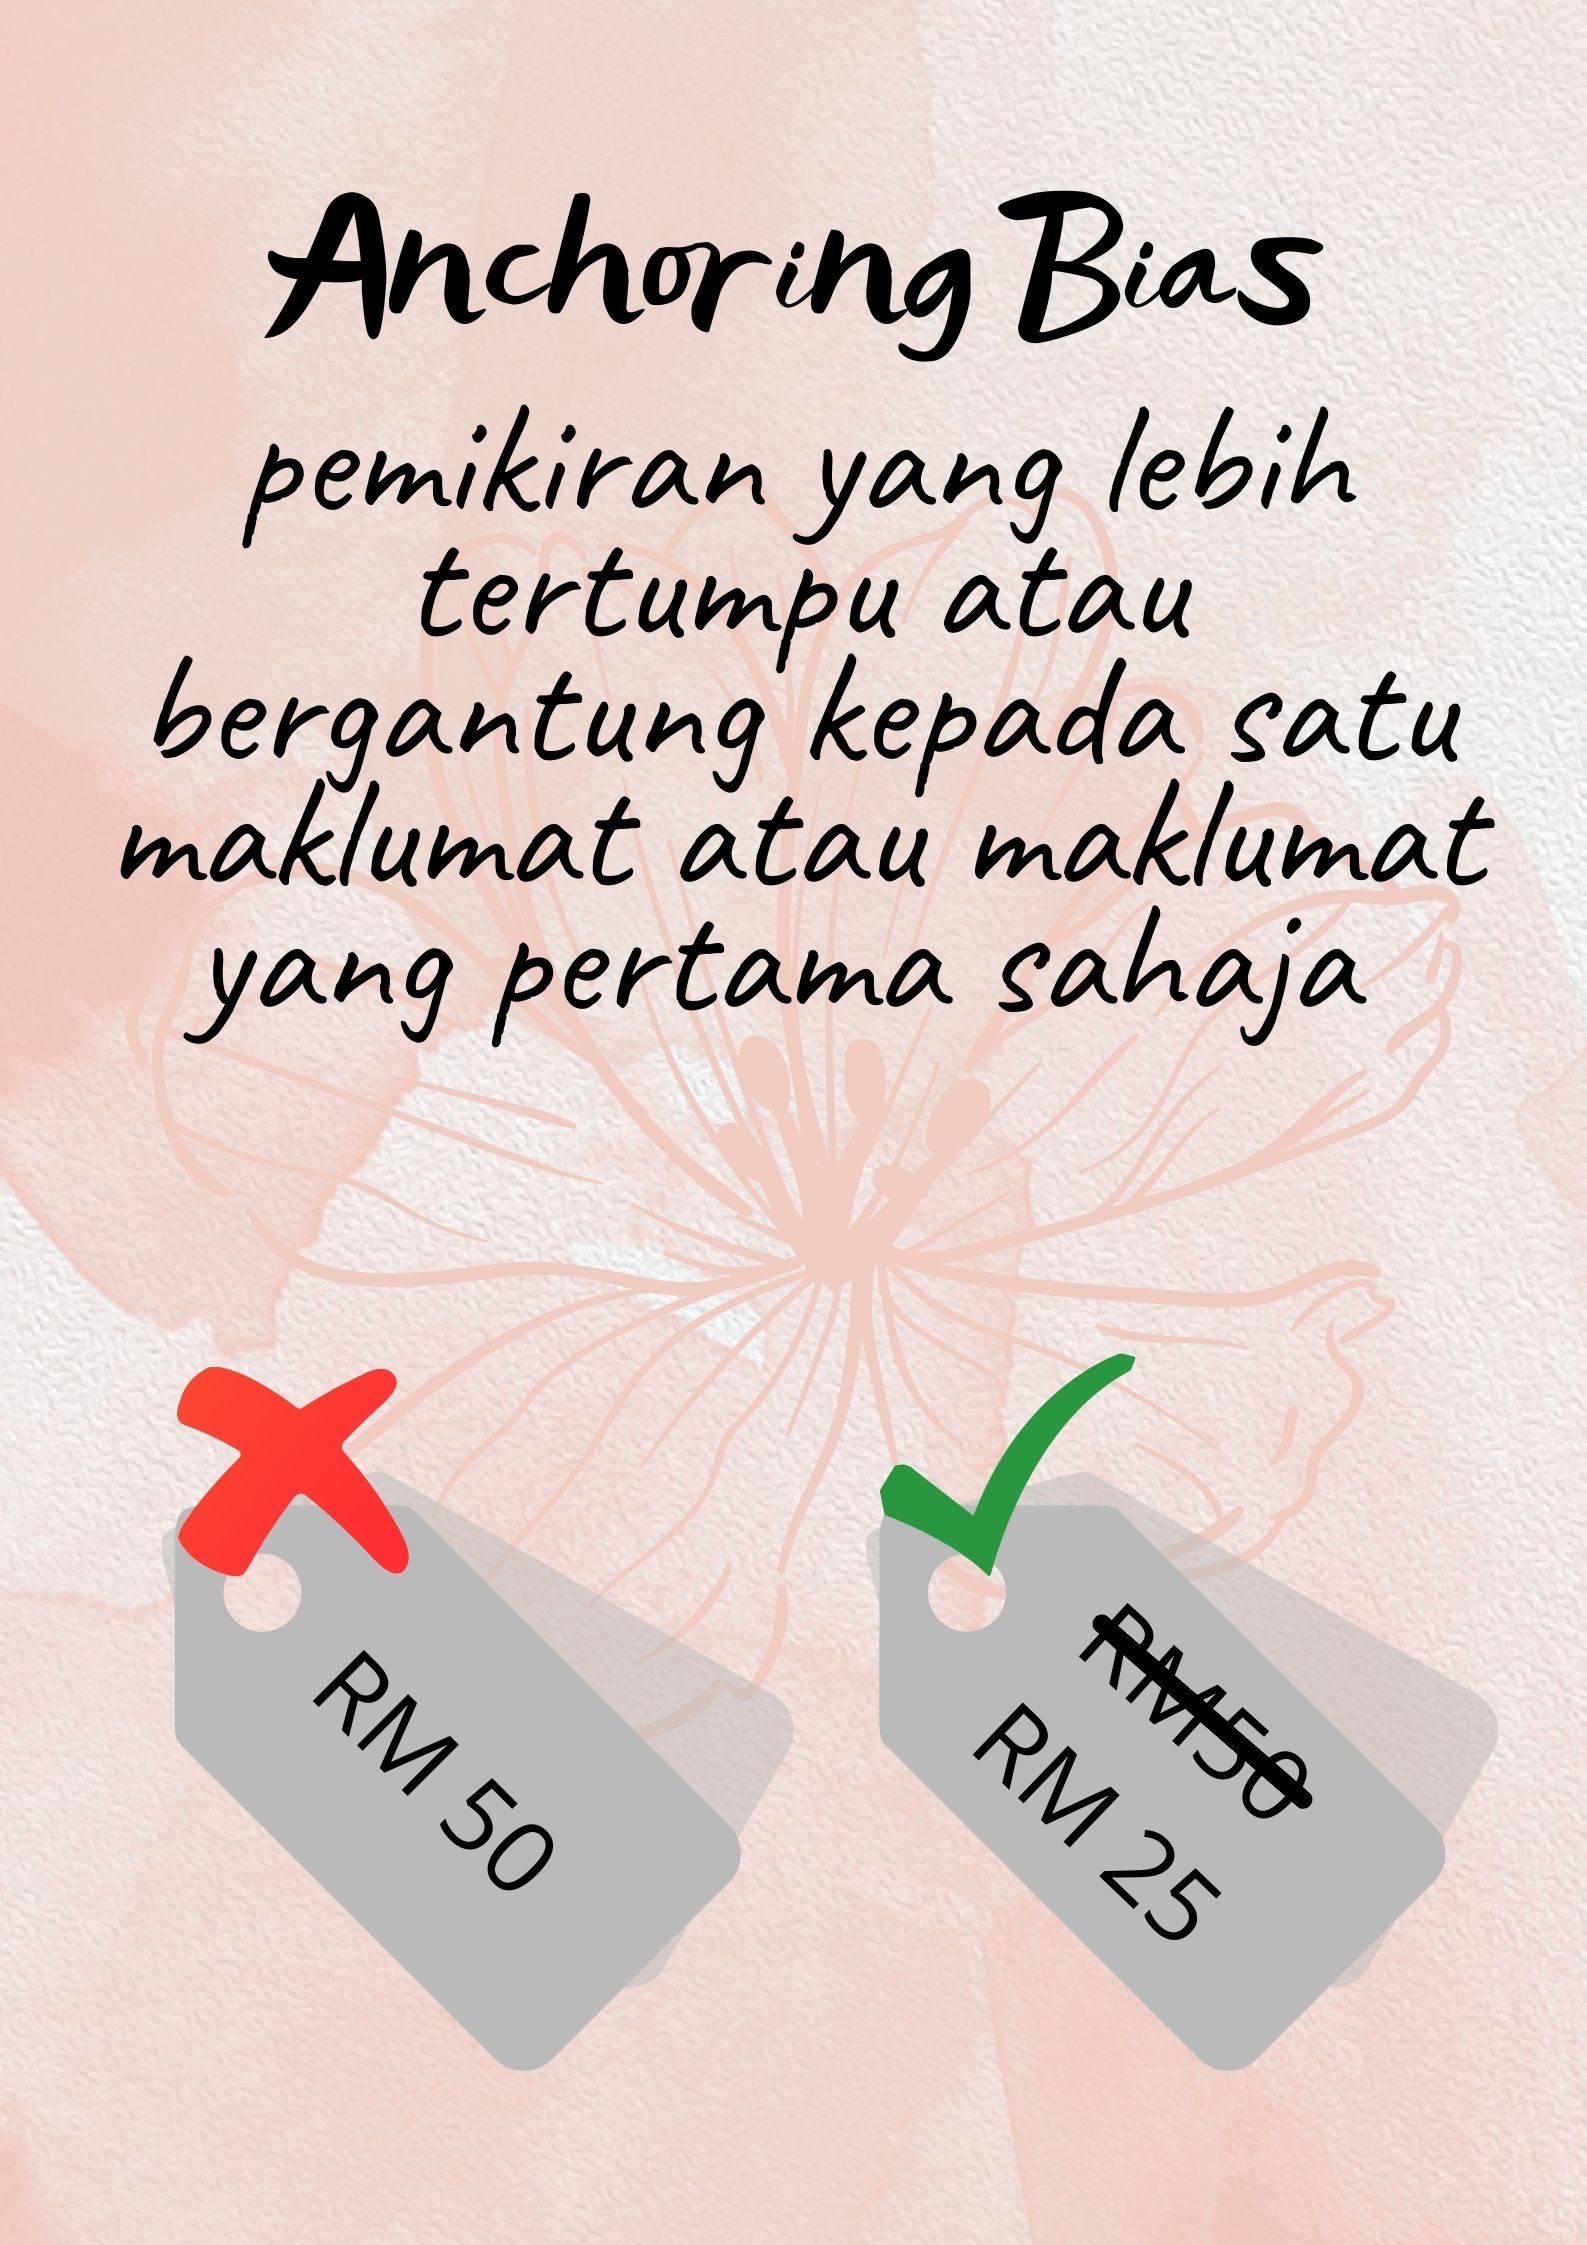 Anchoring Bias
pemikiran yang lebih
tertumpu atau
bergantung kepada satu
maklumat atau maklumat
yang pertama sahaja
RM 50
RM50
RM 25